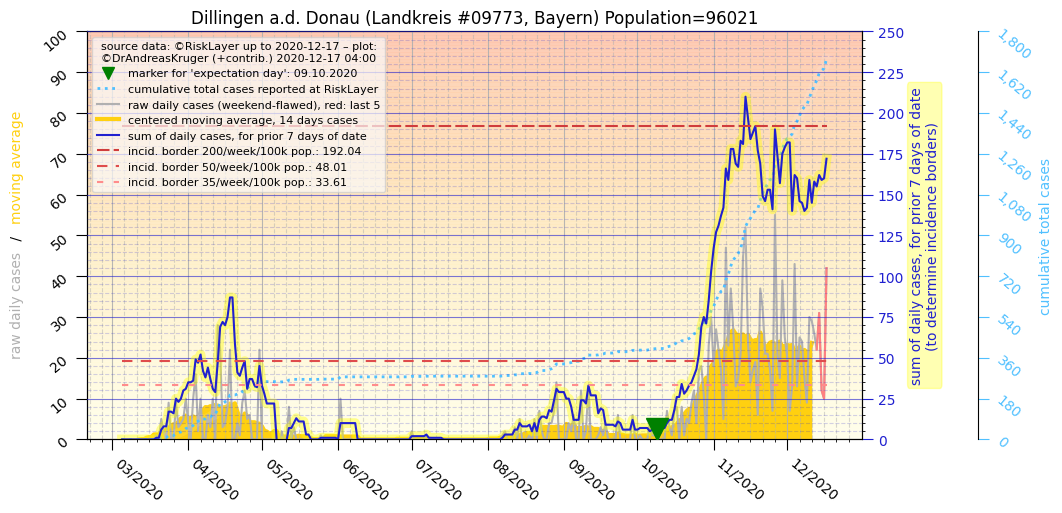 Dillingen a.d. Donau (Landkreis #09773, Bayern) Population=96021
source data: ©RiskLayer up to 2020-12-17 – plot:
©DrAndreasKruger (+contrib.) 2020-12-17 04:00
marker for 'expectation day': 09.10.2020
cumulative total cases reported at RiskLayer
raw daily cases (weekend-flawed), red: last 5
centered moving average, 14 days cases
sum of daily cases, for prior 7 days of date
incid. border 200/week/100k pop.: 192.04
incid. border 50/week/100k pop.: 48.01
incid. border 35/week/100k pop.: 33.61
raw daily cases / moving average
100
90
80
70
60
50
40
30
20
10
0
03/2020
04/2020
05/2020
06/2020
07/2020
08/2020
09/2020
10/2020
11/2020
12/2020
250
225
200
175
150
125
100
75
50
25
0
sum of daily cases, for prior 7 days of date
(to determine incidence borders)
1,800
1,620
1,440
1,260
1,080
900
720
540
360
180
0
cumulative total cases